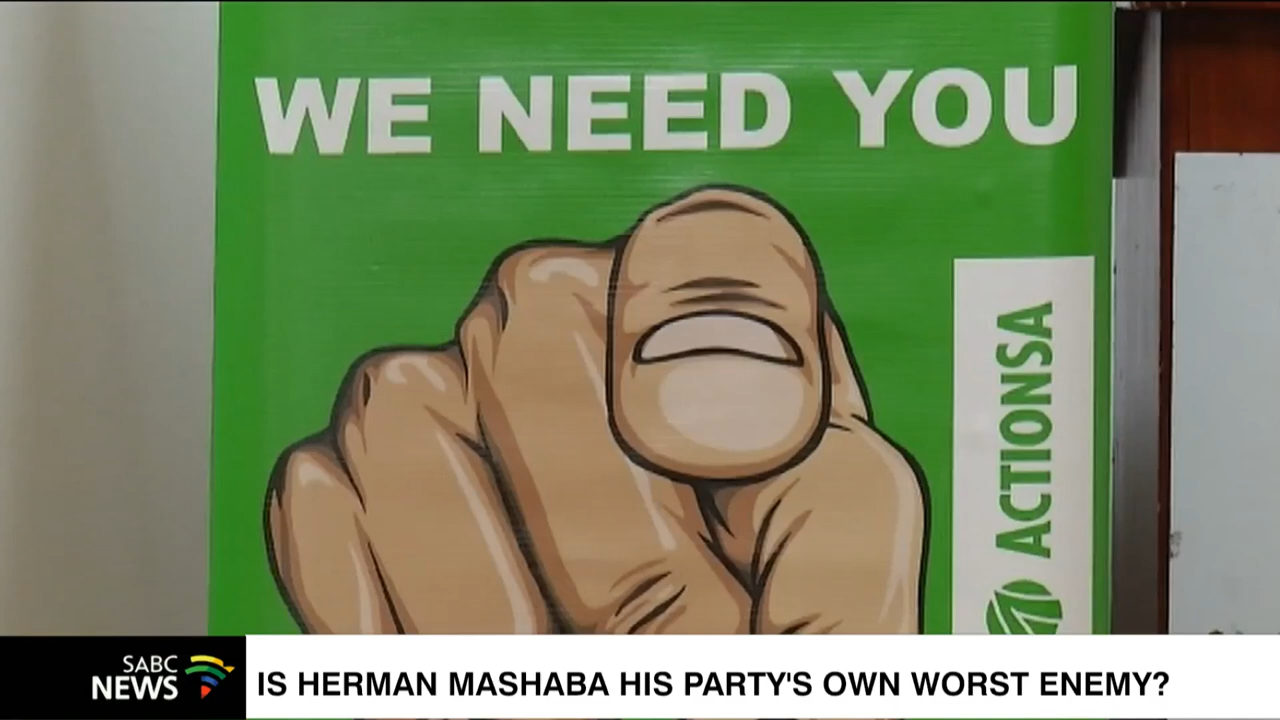 WE NEED YOU
ACTIONSA
SABC
NEWS
IS HERMAN MASHABA HIS PARTY'S OWN WORST ENEMY?